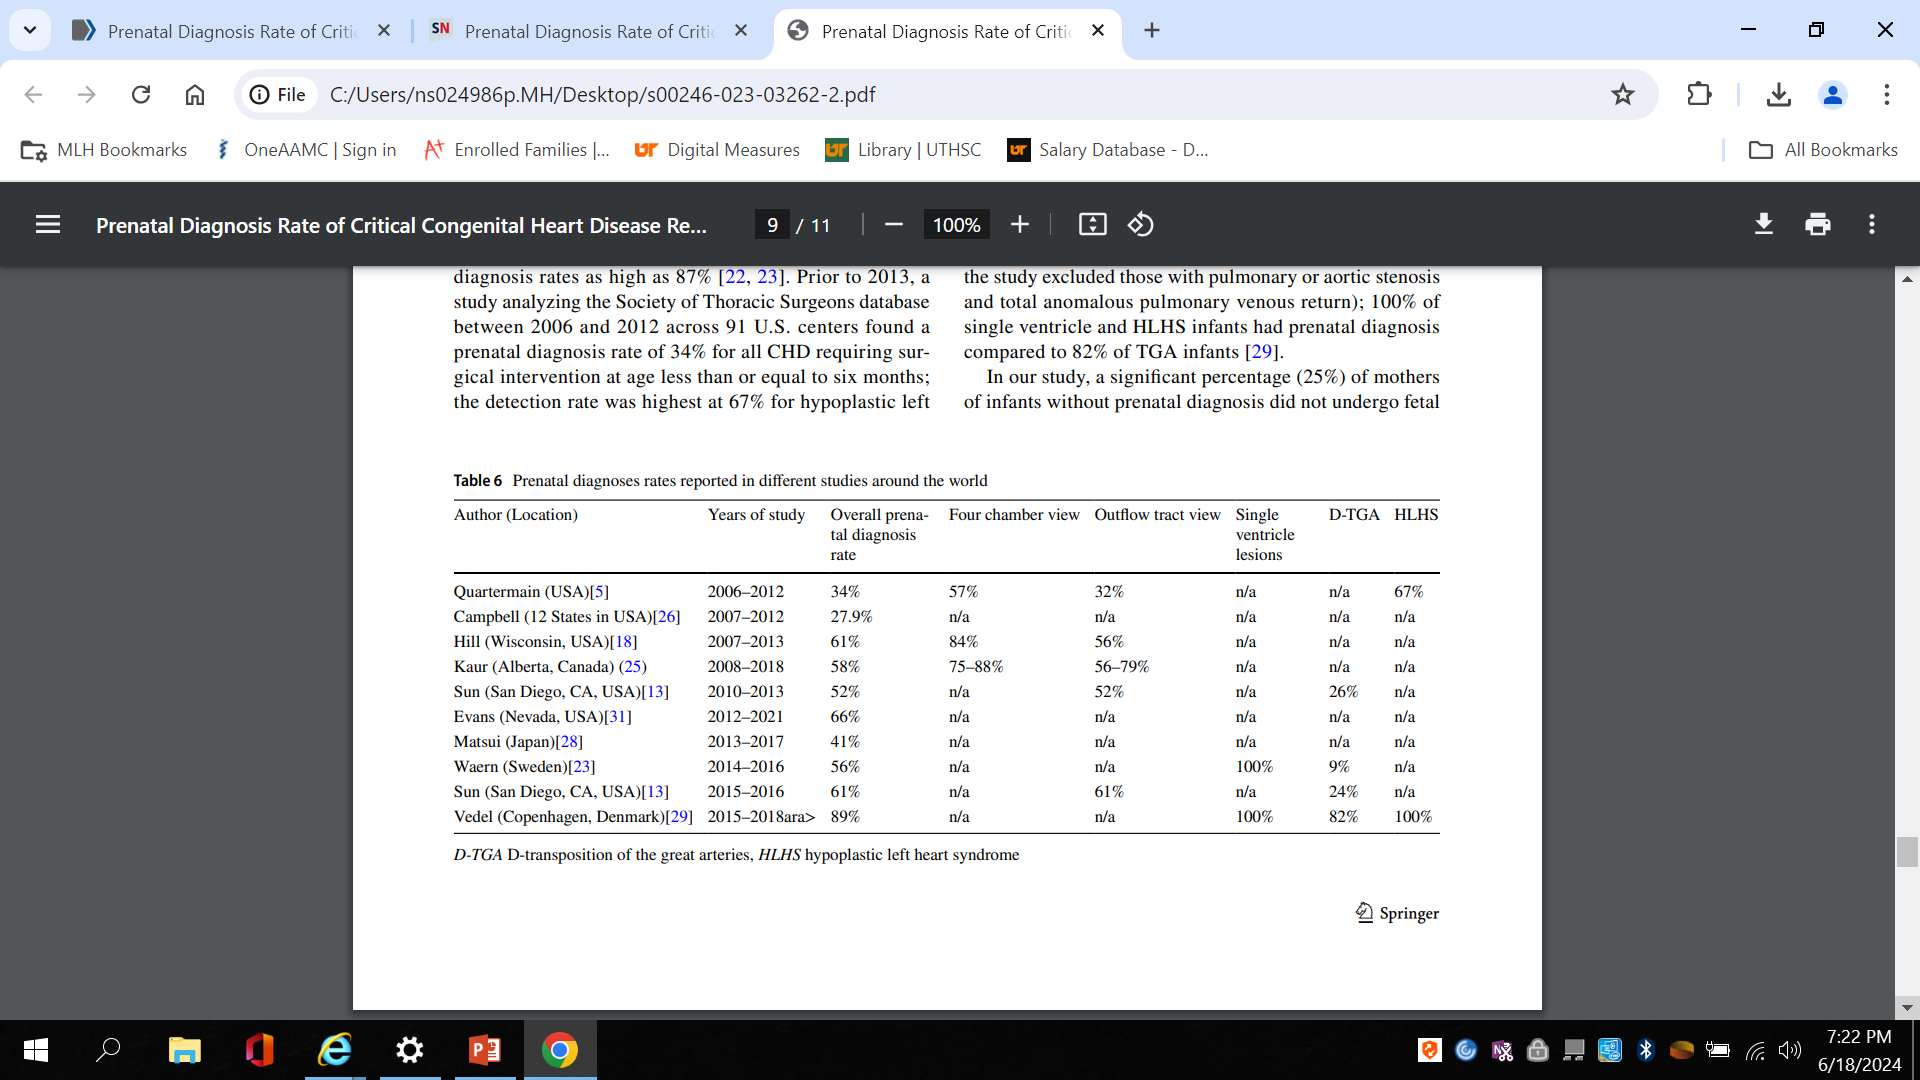 Prenatal Diagnosis Rate of Critic
SN Prenatal Diagnosis Rate of Critic
Prenatal Diagnosis Rate of Critic
File C:/Users/ns024986p.MH/Desktop/s00246-023-03262-2.pdf
MLH Bookmarks OneAAMC | Sign in A+ Enrolled Families |... UT Digital Measures UT Library | UTHSC UT Salary Database - D... All Bookmarks
Prenatal Diagnosis Rate of Critical Congenital Heart Disease Re... 9 / 11 100%
diagnosis rates as high as 87% [22, 23]. Prior to 2013, a
study analyzing the Society of Thoracic Surgeons database
between 2006 and 2012 across 91 U.S. centers found a
prenatal diagnosis rate of 34% for all CHD requiring sur-
gical intervention at age less than or equal to six months;
the detection rate was highest at 67% for hypoplastic left
the study excluded those with pulmonary or aortic stenosis
and total anomalous pulmonary venous return); 100% of
single ventricle and HLHS infants had prenatal diagnosis
compared to 82% of TGA infants [29].
In our study, a significant percentage (25%) of mothers
of infants without prenatal diagnosis did not undergo fetal
Table 6 Prenatal diagnoses rates reported in different studies around the world
Author (Location) Years of study Overall prena- Four chamber view Outflow tract view Single D-TGA HLHS
tal diagnosis ventricle
rate lesions
Quartermain (USA)[5] 2006–2012 34% 57% 32% n/a n/a 67%
Campbell (12 States in USA)[26] 2007–2012 27.9% n/a n/a n/a n/a n/a
Hill (Wisconsin, USA)[18] 2007–2013 61% 84% 56% n/a n/a n/a
Kaur (Alberta, Canada) (25) 2008–2018 58% 75–88% 56–79% n/a n/a n/a
Sun (San Diego, CA, USA)[13] 2010–2013 52% n/a 52% n/a 26% n/a
Evans (Nevada, USA)[31] 2012–2021 66% n/a n/a n/a n/a n/a
Matsui (Japan)[28] 2013–2017 41% n/a n/a n/a n/a n/a
Waern (Sweden)[23] 2014–2016 56% n/a n/a 100% 9% n/a
Sun (San Diego, CA, USA)[13] 2015–2016 61% n/a 61% n/a 24% n/a
Vedel (Copenhagen, Denmark)[29] 2015–2018ara> 89% n/a n/a 100% 82% 100%
D-TGA D-transposition of the great arteries, HLHS hypoplastic left heart syndrome
Springer
7:22 PM
6/18/2024